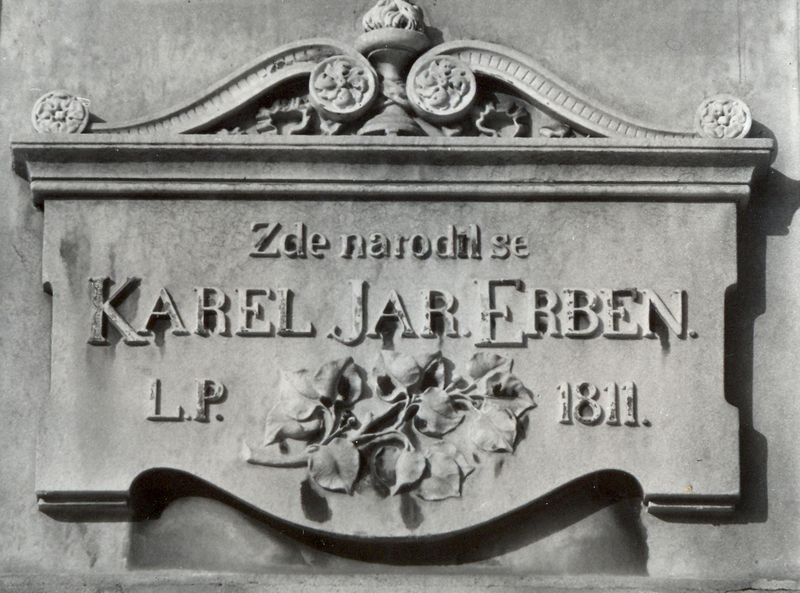 Zde narodil se
KAREL JAR. ERBEN.
L.P. 1811.